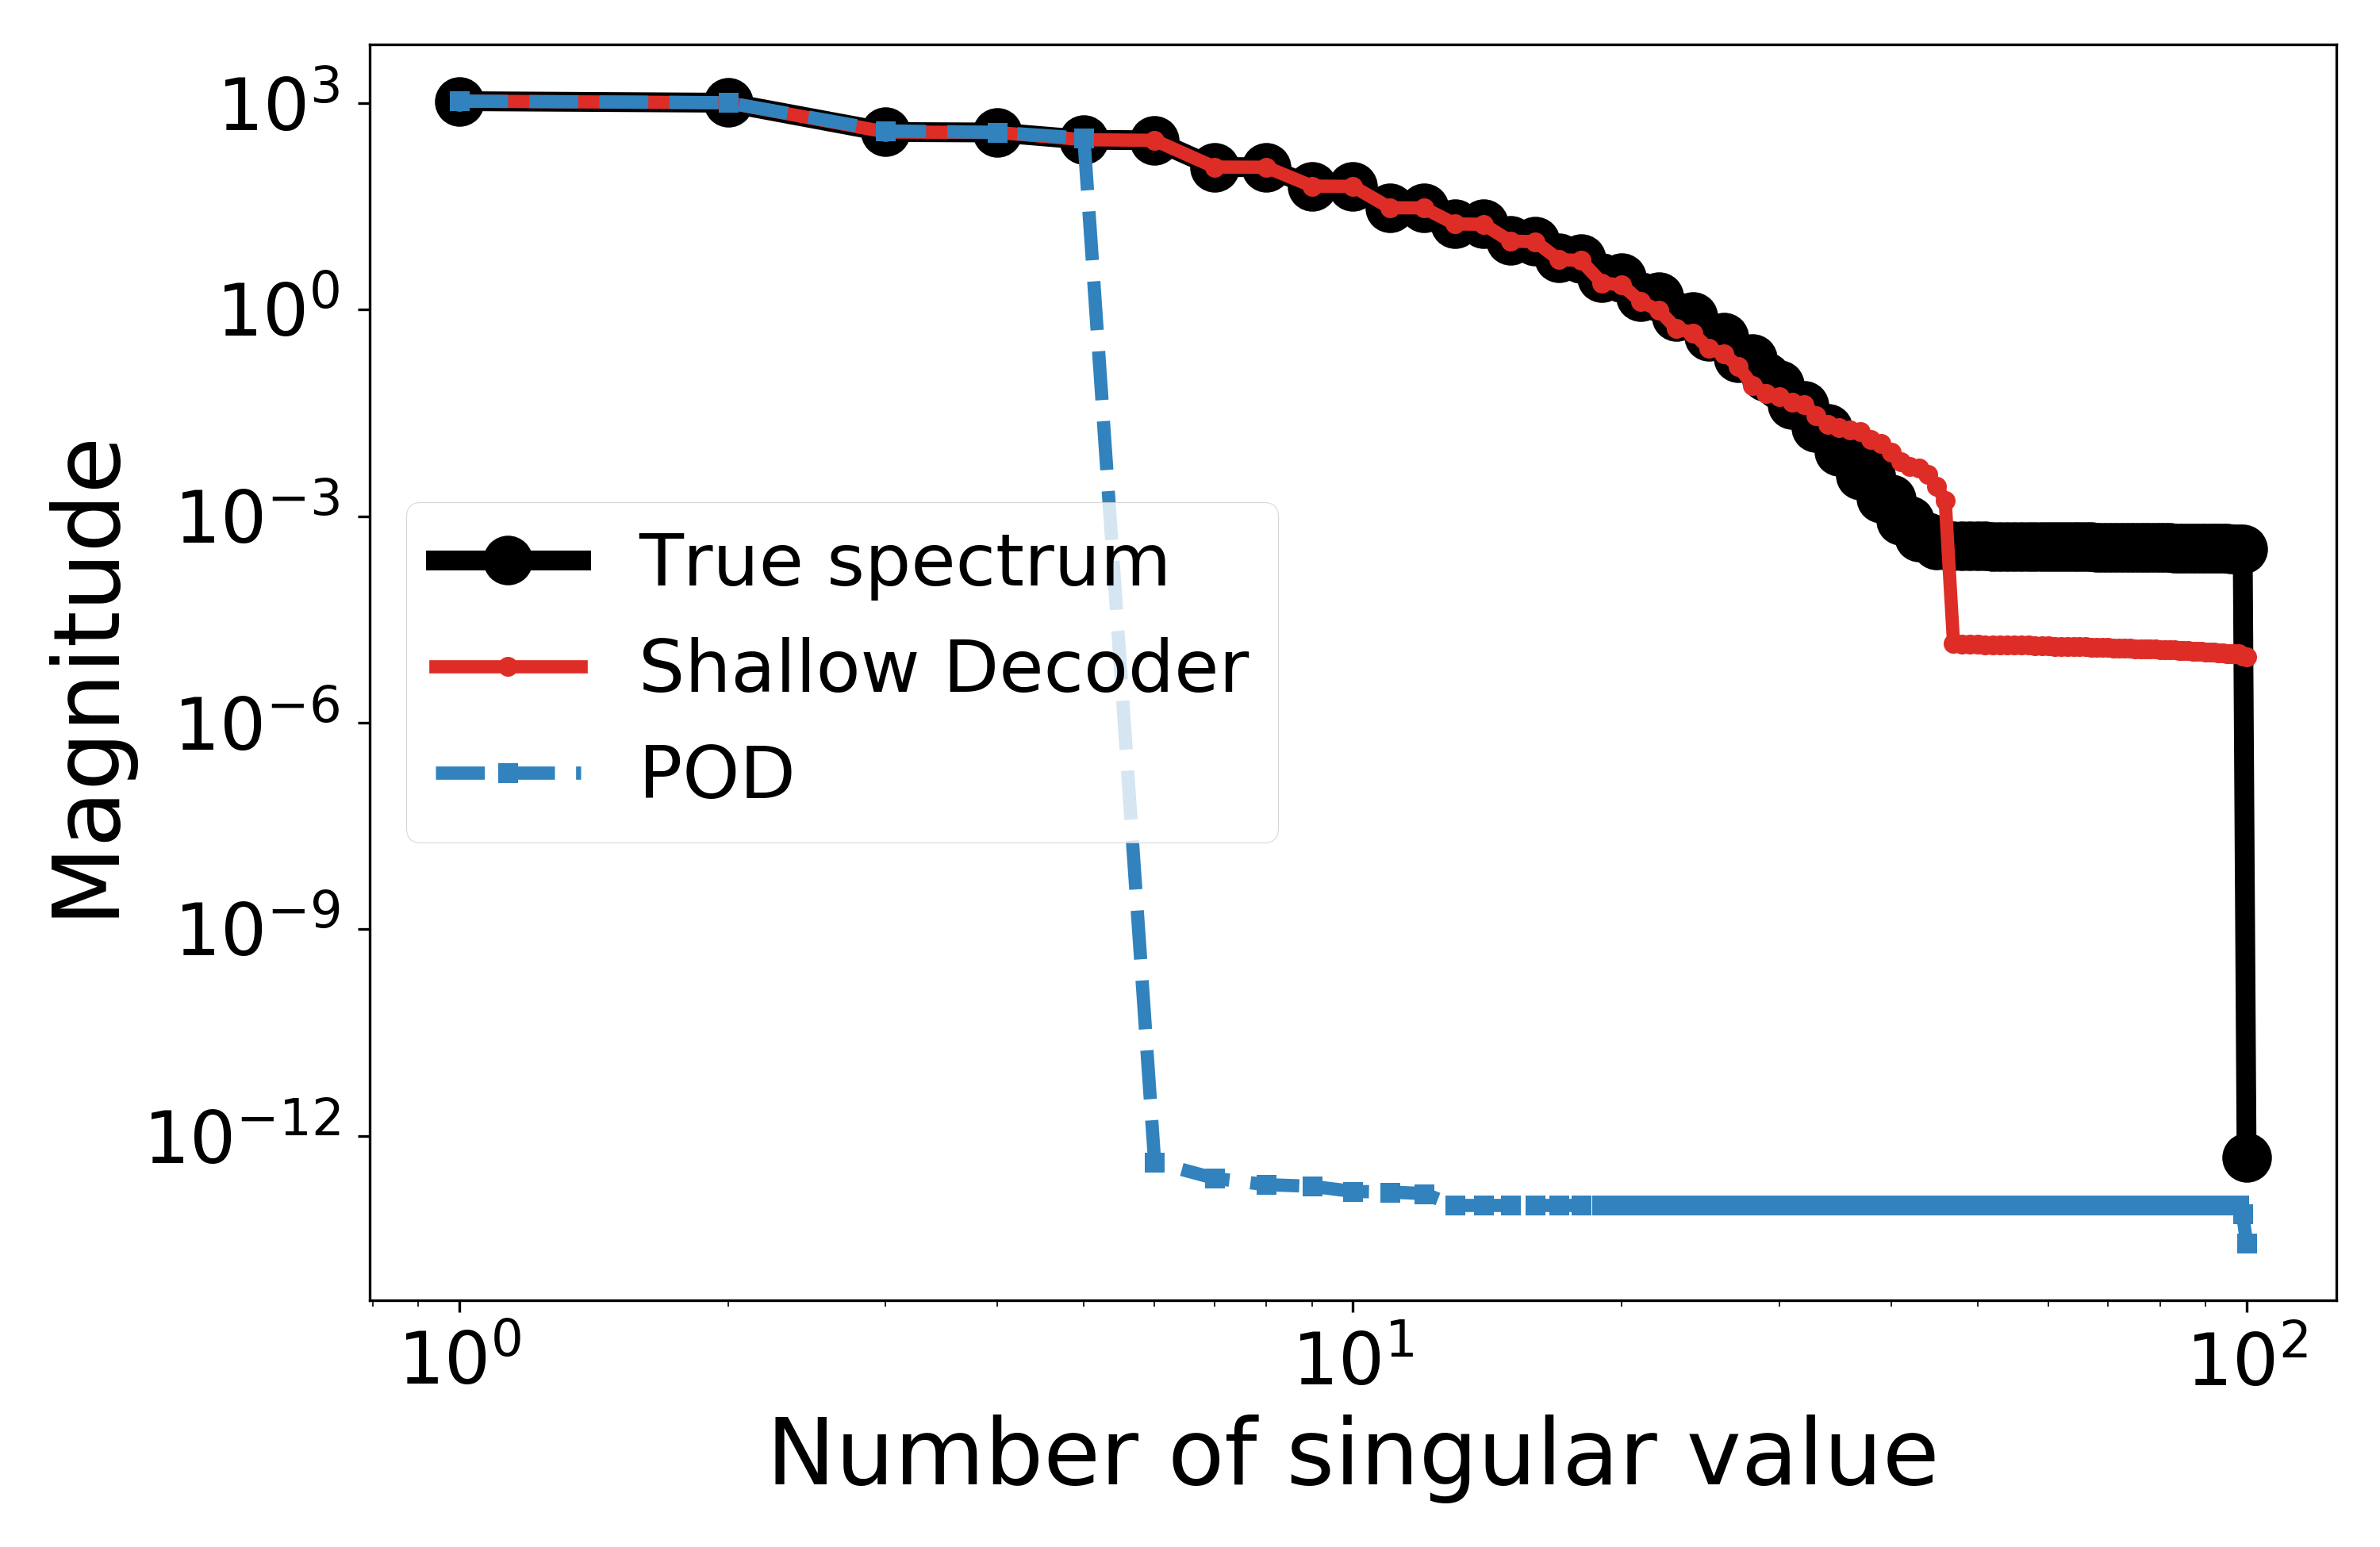 Magnitude
10³
10⁰
10⁻³
10⁻⁶
10⁻⁹
10⁻¹²
True spectrum
Shallow Decoder
POD
10⁰
10¹
10²
Number of singular value